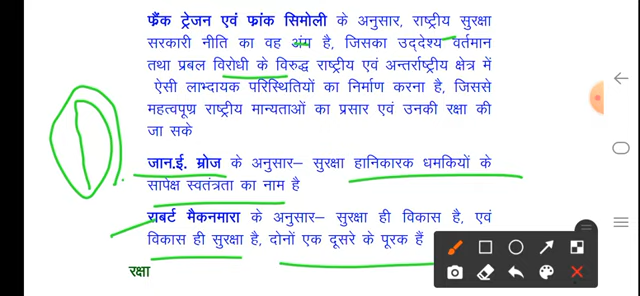 फ्रैंक ट्रेजन एवं फ्रांक सिमोली के अनुसार, राष्ट्रीय सुरक्षा
सरकारी नीति का वह अंग है, जिसका उद्देश्य वर्तमान
तथा प्रबल विरोधी के विरुद्ध राष्ट्रीय एवं अन्तर्राष्ट्रीय क्षेत्र में
ऐसी लाभ्दायक परिस्थितियों का निर्माण करना है, जिससे
महत्वपूण्र राष्ट्रीय मान्यताओं का प्रसार एवं उनकी रक्षा की
जा सके
जान.ई. म्रोज के अनुसार– सुरक्षा हानिकारक धमकियों के
सापेक्ष स्वतंत्रता का नाम है
राबर्ट मैकनमारा के अनुसार– सुरक्षा ही विकास है, एवं
विकास ही सुरक्षा है, दोनों एक दूसरे के पूरक हैं
रक्षा